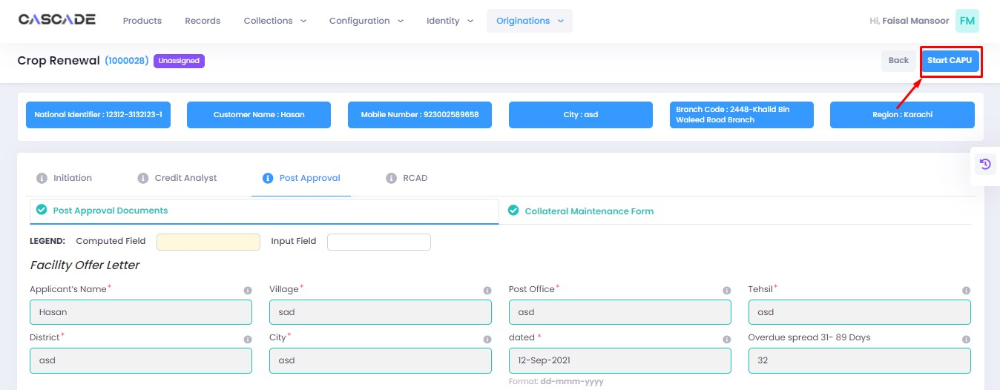 CASCADE Products Records Collections Configuration Identity Originations Hi, Faisal Mansoor FM
Crop Renewal (1000028) Unassigned Back Start CAPU
National Identifier : 12312-3132123-1 Customer Name : Hasan Mobile Number : 923002589658 City : asd Branch Code : 2448-Khalid Bin Waleed Road Branch Region : Karachi
Initiation Credit Analyst Post Approval RCAD
Post Approval Documents Collateral Maintenance Form
LEGEND: Computed Field Input Field
Facility Offer Letter
Applicant's Name* Village* Post Office* Tehsil*
Hasan sad asd asd
District* City* dated * Overdue spread 31- 89 Days
asd asd 12-Sep-2021 32
Format: dd-mmm-yyyy